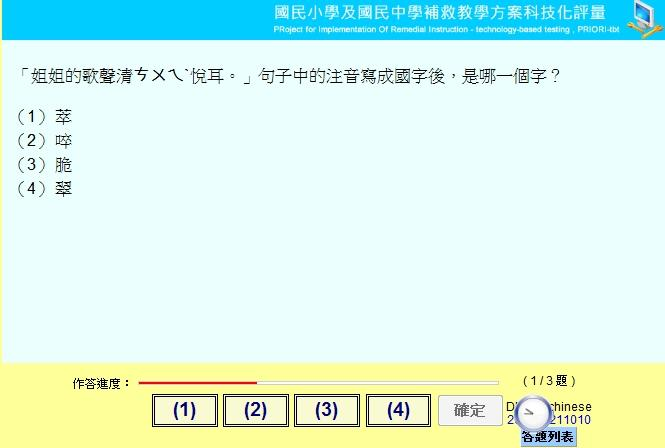 國民小學及國民中學補救教學方案科技化評量
PRoject for Implementation Of Remedial Instruction - technology-based testing , PRIORI-tbt
「姐姐的歌聲清ㄘㄨㄟˋ悅耳。」句子中的注音寫成國字後，是哪一個字？
（1）萃
（2）啐
（3）脆
（4）翠
作答進度：
（1/3題）
(1) (2) (3) (4) 確定
chinese
211010
答題列表